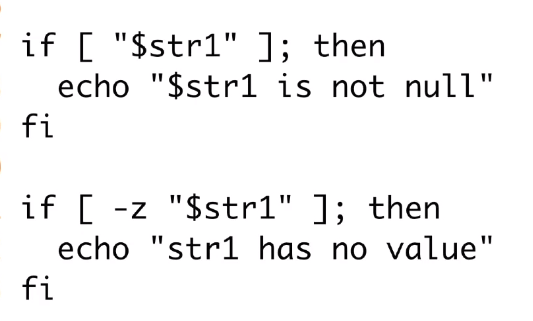 if [ "$str1" ]; then
  echo "$str1 is not null"
fi

if [ -z "$str1" ]; then
  echo "str1 has no value"
fi